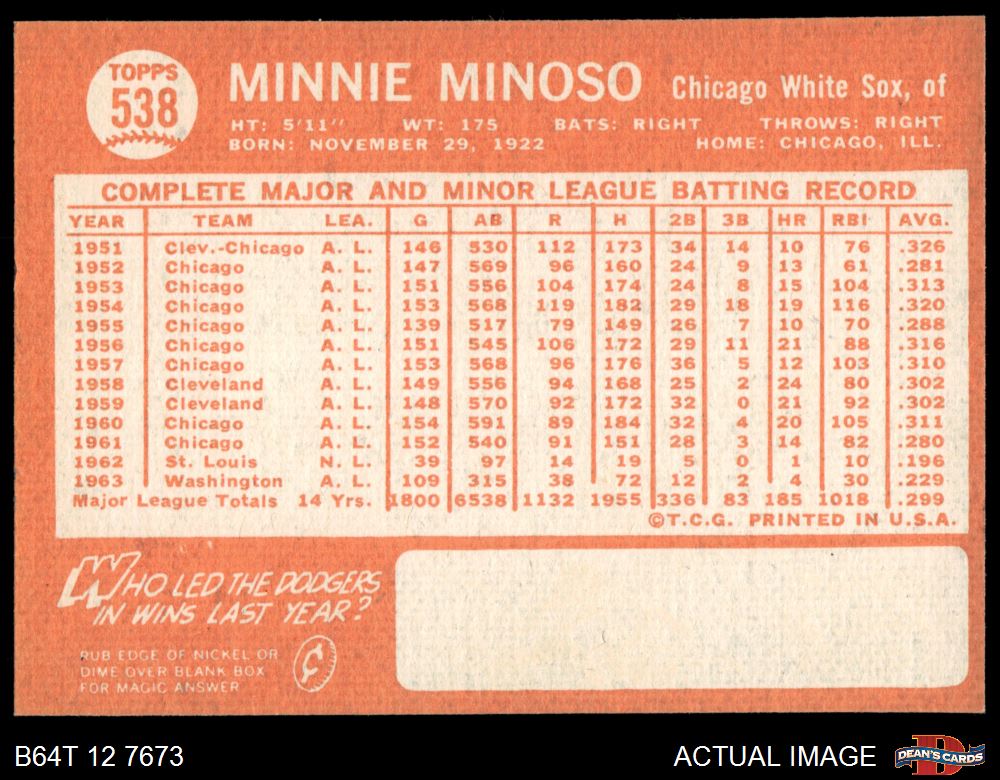 TOPPS
538
MINNIE MINOSO Chicago White Sox, of
HT: 5'11" WT: 175 BATS: RIGHT THROWS: RIGHT
BORN: NOVEMBER 29, 1922 HOME: CHICAGO, ILL.
COMPLETE MAJOR AND MINOR LEAGUE BATTING RECORD
YEAR TEAM LEA. G AB R H 2B 3B HR RBI AVG.
1951 Clev.-Chicago A. L. 146 530 112 173 34 14 10 76 .326
1952 Chicago A. L. 147 569 96 160 24 9 13 61 .281
1953 Chicago A. L. 151 556 104 174 24 8 15 104 .313
1954 Chicago A. L. 153 568 119 182 29 18 19 116 .320
1955 Chicago A. L. 139 517 79 149 26 7 10 70 .288
1956 Chicago A. L. 151 545 106 172 29 11 21 88 .316
1957 Chicago A. L. 153 568 96 176 36 5 12 103 .310
1958 Cleveland A. L. 149 556 94 168 25 2 24 80 .302
1959 Cleveland A. L. 148 570 92 172 32 0 21 92 .302
1960 Chicago A. L. 154 591 89 184 32 4 20 105 .311
1961 Chicago A. L. 152 540 91 151 28 3 14 82 .280
1962 St. Louis N. L. 39 97 14 19 5 0 1 10 .196
1963 Washington A. L. 109 315 38 72 12 2 4 30 .229
Major League Totals 14 Yrs. 1800 6538 1132 1955 336 83 185 1018 .299
©T.C.G. PRINTED IN U.S.A.
WHO LED THE DODGERS
IN WINS LAST YEAR?
RUB EDGE OF NICKEL OR
DIME OVER BLANK BOX
FOR MAGIC ANSWER
¢
B64T 12 7673 ACTUAL IMAGE DEAN'S CARDS